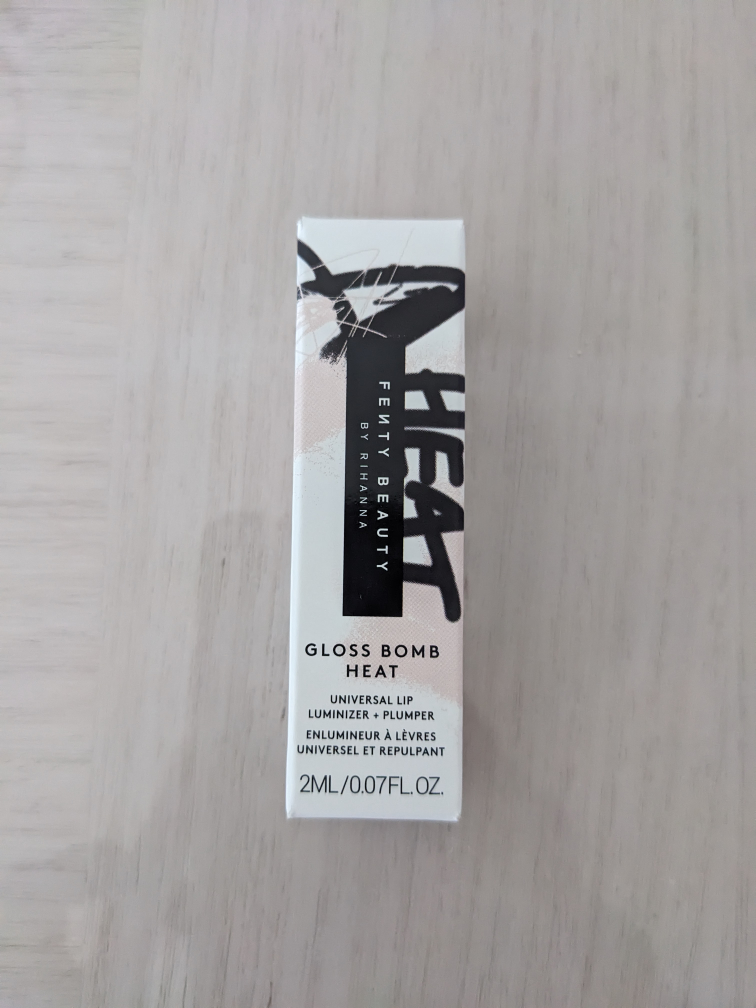 HEAT
FENTY BEAUTY
BY RIHANNA
GLOSS BOMB
HEAT
UNIVERSAL LIP
LUMINIZER + PLUMPER
ENLUMINEUR À LÈVRES
UNIVERSEL ET REPULPANT
2ML/0.07FL.OZ.